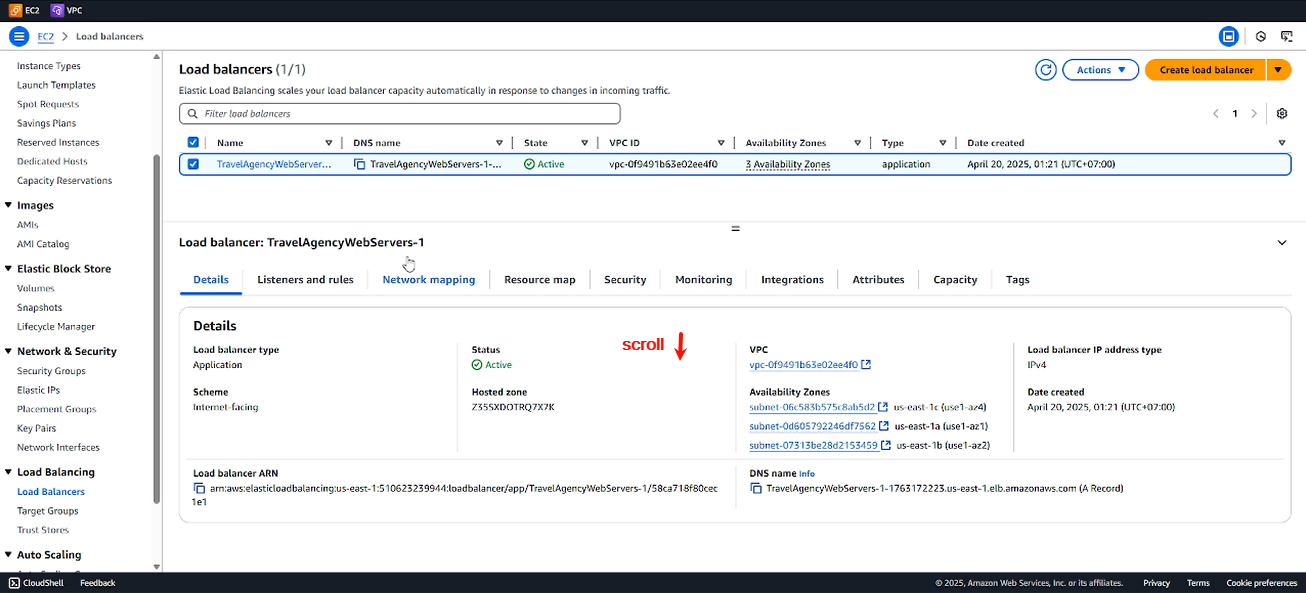 EC2 VPC
EC2 > Load balancers
Instance Types
Launch Templates
Spot Requests
Savings Plans
Reserved Instances
Dedicated Hosts
Capacity Reservations
Images
AMIs
AMI Catalog
Elastic Block Store
Volumes
Snapshots
Lifecycle Manager
Network & Security
Security Groups
Elastic IPs
Placement Groups
Key Pairs
Network Interfaces
Load Balancing
Load Balancers
Target Groups
Trust Stores
Auto Scaling
Load balancers (1/1)
Actions
Create load balancer
Elastic Load Balancing scales your load balancer capacity automatically in response to changes in incoming traffic.
Filter load balancers
1
Name DNS name State VPC ID Availability Zones Type Date created
TravelAgencyWebServer... TravelAgencyWebServers-1-... Active vpc-0f9491b63e02ee4f0 3 Availability Zones application April 20, 2025, 01:21 (UTC+07:00)
Load balancer: TravelAgencyWebServers-1
Details Listeners and rules Network mapping Resource map Security Monitoring Integrations Attributes Capacity Tags
Details
scroll
Load balancer type
Application
Scheme
Internet-facing
Status
Active
Hosted zone
Z35SXDOTRQ7X7K
VPC
vpc-0f9491b63e02ee4f0
Availability Zones
subnet-06c583b575c8ab5d2 us-east-1c (use1-az4)
subnet-0d605792246df7562 us-east-1a (use1-az1)
subnet-07313be28d2153459 us-east-1b (use1-az2)
Load balancer IP address type
IPv4
Date created
April 20, 2025, 01:21 (UTC+07:00)
Load balancer ARN
arn:aws:elasticloadbalancing:us-east-1:510623239944:loadbalancer/app/TravelAgencyWebServers-1/58ca718f80cec
1e1
DNS name Info
TravelAgencyWebServers-1-1763172223.us-east-1.elb.amazonaws.com (A Record)
CloudShell Feedback © 2025, Amazon Web Services, Inc. or its affiliates. Privacy Terms Cookie preferences